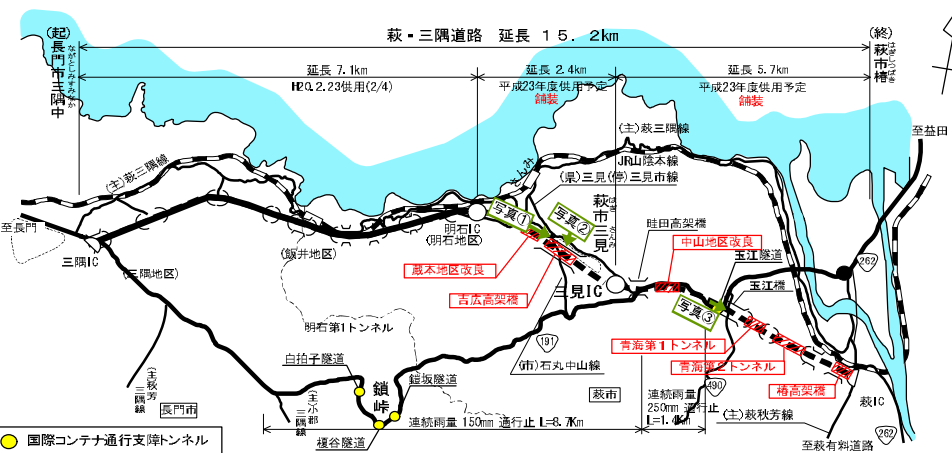 萩・三隅道路 延長 15.2km
(起)長門市三隅中
ながとしみすみなか
(終)萩市椿
はぎしつばき
延長 7.1km
H20.2.23供用(2/4)
延長 2.4km
平成23年度供用予定
舗装
延長 5.7km
平成23年度供用予定
舗装
至益田
(主)萩三隅線
JR山陰本線
(県)三見(停)三見市線
(主)萩三隅線
さんみ
萩市三見
はぎ さんみ
至長門
三隅IC
(三隅地区)
(飯井地区)
明石IC
(明石地区)
写真①
写真②
蔵本地区改良
吉広高架橋
三見IC
畦田高架橋
中山地区改良
玉江隧道
玉江橋
写真③
262
青海第1トンネル
青海第2トンネル
椿高架橋
明石第1トンネル
191
(市)石丸中山線
白拍子隧道
鎖峠
鎧坂隧道
榎谷隧道
萩市
長門市
(主)萩芳三隅線
(主)小郡三隅線
連続雨量 150mm 通行止 L=8.7Km
連続雨量
250mm 通行止
L=1.4Km
490
(主)萩秋芳線
萩IC
262
至萩有料道路
国際コンテナ通行支障トンネル